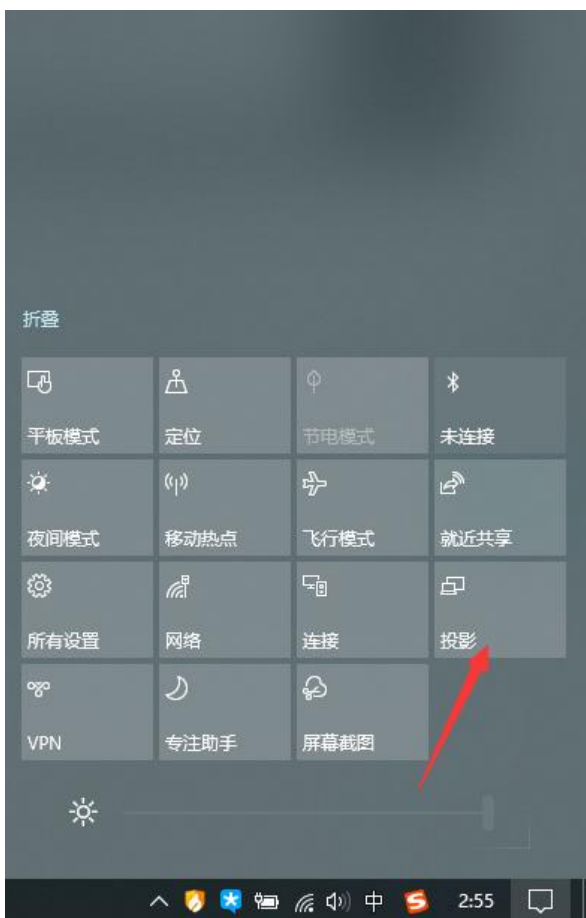 折叠
平板模式
定位
节电模式
未连接
夜间模式
移动热点
飞行模式
就近共享
所有设置
网络
连接
投影
VPN
专注助手
屏幕截图
中
2:55